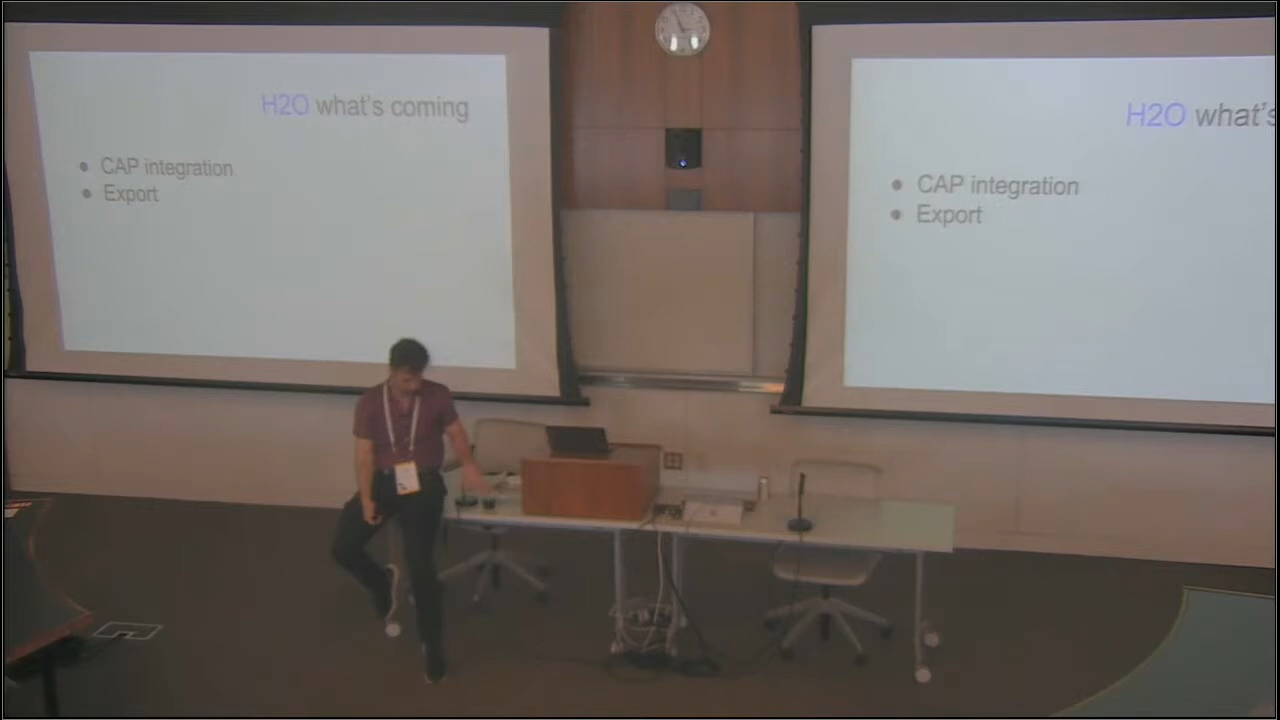 H2O what's coming
CAP integration
Export
H2O what's
CAP integration
Export